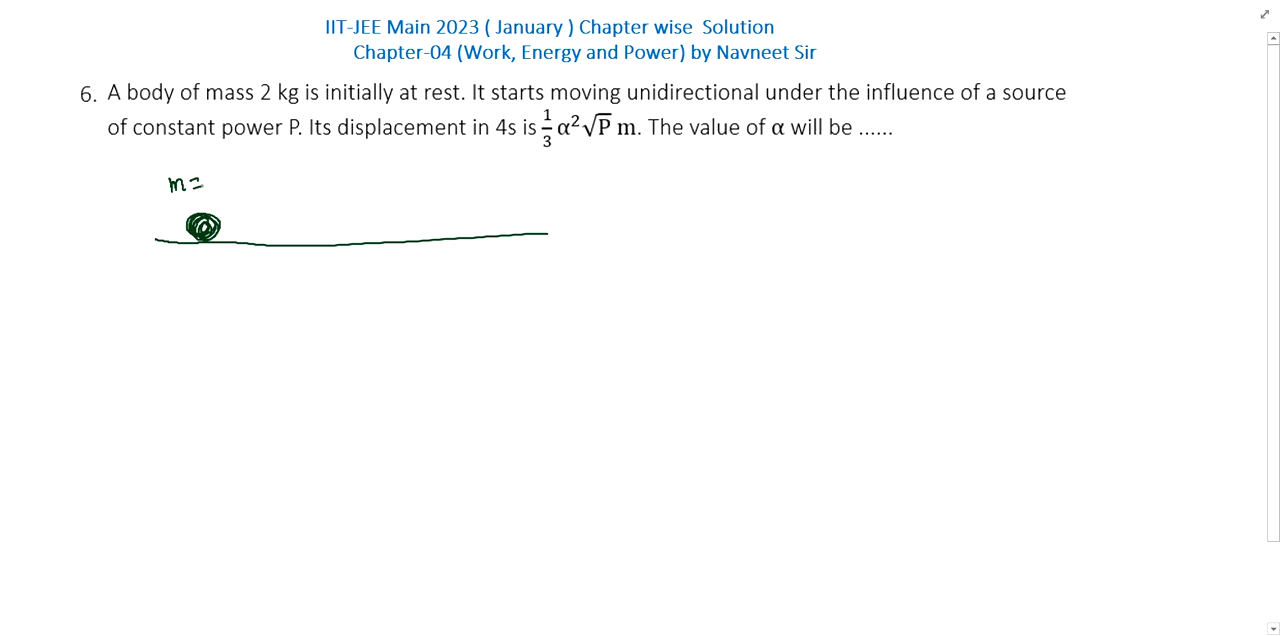 IIT-JEE Main 2023 ( January ) Chapter wise Solution
Chapter-04 (Work, Energy and Power) by Navneet Sir
6. A body of mass 2 kg is initially at rest. It starts moving unidirectional under the influence of a source
of constant power P. Its displacement in 4s is 1/3 α²√P m. The value of α will be ......
m=